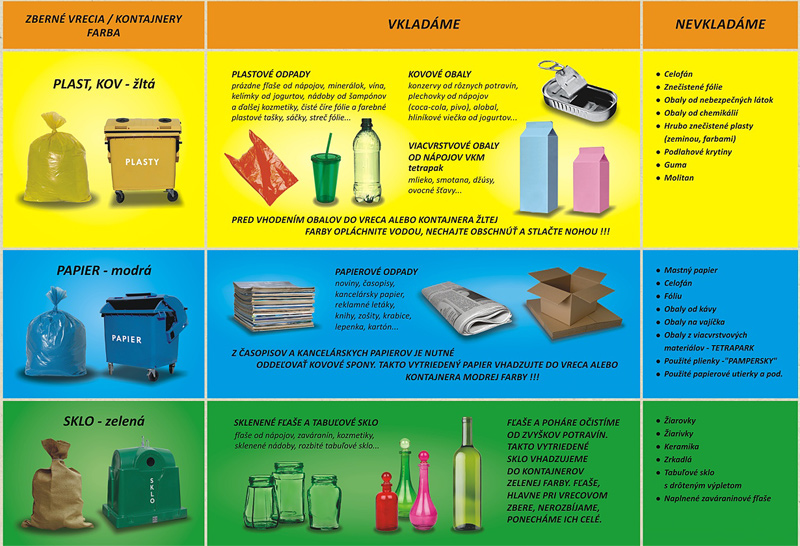 ZBERNÉ VRECIA / KONTAJNERY
FARBA
VKLADÁME
NEVKLADÁME
PLAST, KOV - žltá
PLASTY
PLASTOVÉ ODPADY
prázdne fľaše od nápojov, minerálok, vína,
kelímky od jogurtov, nádoby od šampónov
a ďalšej kozmetiky, čisté číre fólie a farebné
plastové tašky, sáčky, streč fólie...
KOVOVÉ OBALY
konzervy od rôznych potravín,
plechovky od nápojov
(coca-cola, pivo), alobal,
hliníkové viečka od jogurtov...
VIACVRSTVOVÉ OBALY
OD NÁPOJOV VKM
tetrapak
mlieko, smotana, džúsy,
ovocné šťavy...
PRED VHODENÍM OBALOV DO VRECA ALEBO KONTAJNERA ŽLTEJ
FARBY OPLÁCHNITE VODOU, NECHAJTE OBSCHNÚŤ A STLAČTE NOHOU !!!
• Celofán
• Znečistené fólie
• Obaly od nebezpečných látok
• Obaly od chemikálií
• Hrubo znečistené plasty
(zeminou, farbami)
• Podlahové krytiny
• Guma
• Molitan
PAPIER - modrá
PAPIER
PAPIEROVÉ ODPADY
noviny, časopisy,
kancelársky papier,
reklamné letáky,
knihy, zošity, krabice,
lepenka, kartón...
Z ČASOPISOV A KANCELÁRSKYCH PAPIEROV JE NUTNÉ
ODDEĽOVAŤ KOVOVÉ SPONY. TAKTO VYTRIEDENÝ PAPIER VHADZUJTE DO VRECA ALEBO
KONTAJNERA MODREJ FARBY !!!
• Mastný papier
• Celofán
• Fóliu
• Obaly od kávy
• Obaly na vajíčka
• Obaly z viacvrstvových
materiálov - TETRAPARK
• Použité plienky -"PAMPERSKY"
• Použité papierové utierky a pod.
SKLO - zelená
SKLO
SKLENENÉ FĽAŠE A TABUĽOVÉ SKLO
fľaše od nápojov, zaváranín, kozmetiky,
sklenené nádoby, rozbité tabuľové sklo...
FĽAŠE A POHÁRE OČISTÍME
OD ZVYŠKOV POTRAVÍN.
TAKTO VYTRIEDENÉ
SKLO VHADZUJEME
DO KONTAJNEROV
ZELENEJ FARBY. FĽAŠE,
HLAVNE PRI VRECOVOM
ZBERE, NEROZBÍJAME,
PONECHÁME ICH CELÉ.
• Žiarovky
• Žiarivky
• Keramika
• Zrkadlá
• Tabuľové sklo
s drôteným výpletom
• Naplnené zaváraninové fľaše